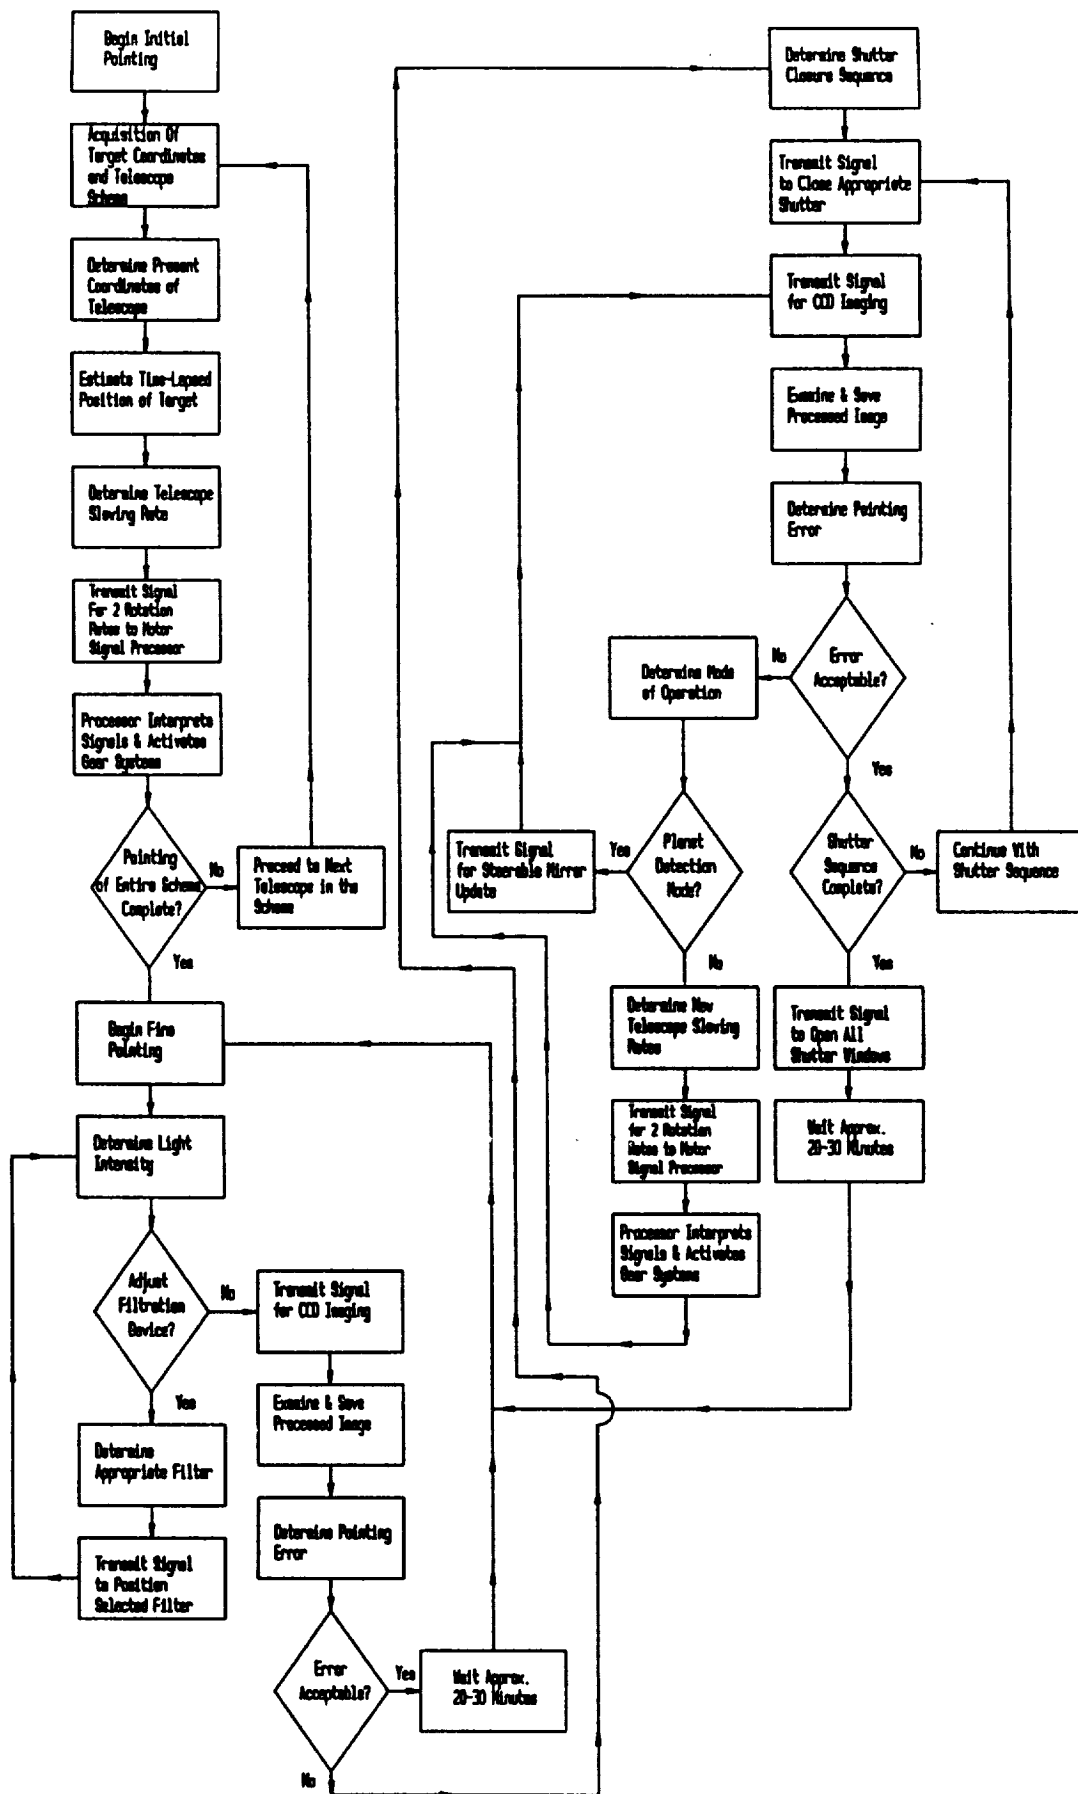 Begin Initial
Pointing
Acquisition Of
Target Coordinates
and Telescope
Scheme
Determine Present
Coordinates of
Telescope
Estimate Time-Lapsed
Position of Target
Determine Telescope
Slewing Rate
Transmit Signal
For 2 Rotation
Rates to Motor
Signal Processor
Processor Interprets
Signals & Activates
Gear Systems
Pointing
of Entire Scheme
Complete?
No
Proceed to Next
Telescope in the
Scheme
Yes
Begin Fine
Pointing
Determine Light
Intensity
Adjust
Filtration
Device?
No
Yes
Determine
Appropriate Filter
Transmit Signal
to Position
Selected Filter
Transmit Signal
for CCD Imaging
Examine & Save
Processed Image
Determine Pointing
Error
Error
Acceptable?
Yes
Wait Approx.
20-30 Minutes
No
Determine Shutter
Closure Sequence
Transmit Signal
to Close Appropriate
Shutter
Transmit Signal
for CCD Imaging
Examine & Save
Processed Image
Determine Pointing
Error
Error
Acceptable?
No
Determine Mode
of Operation
Yes
Planet
Detection
Mode?
Yes
Transmit Signal
for Steerable Mirror
Update
No
Determine New
Telescope Slewing
Rates
Transmit Signal
for 2 Rotation
Rates to Motor
Signal Processor
Processor Interprets
Signals & Activates
Gear Systems
Shutter
Sequence
Complete?
No
Continue With
Shutter Sequence
Yes
Transmit Signal
to Open All
Shutter Windows
Wait Approx.
20-30 Minutes